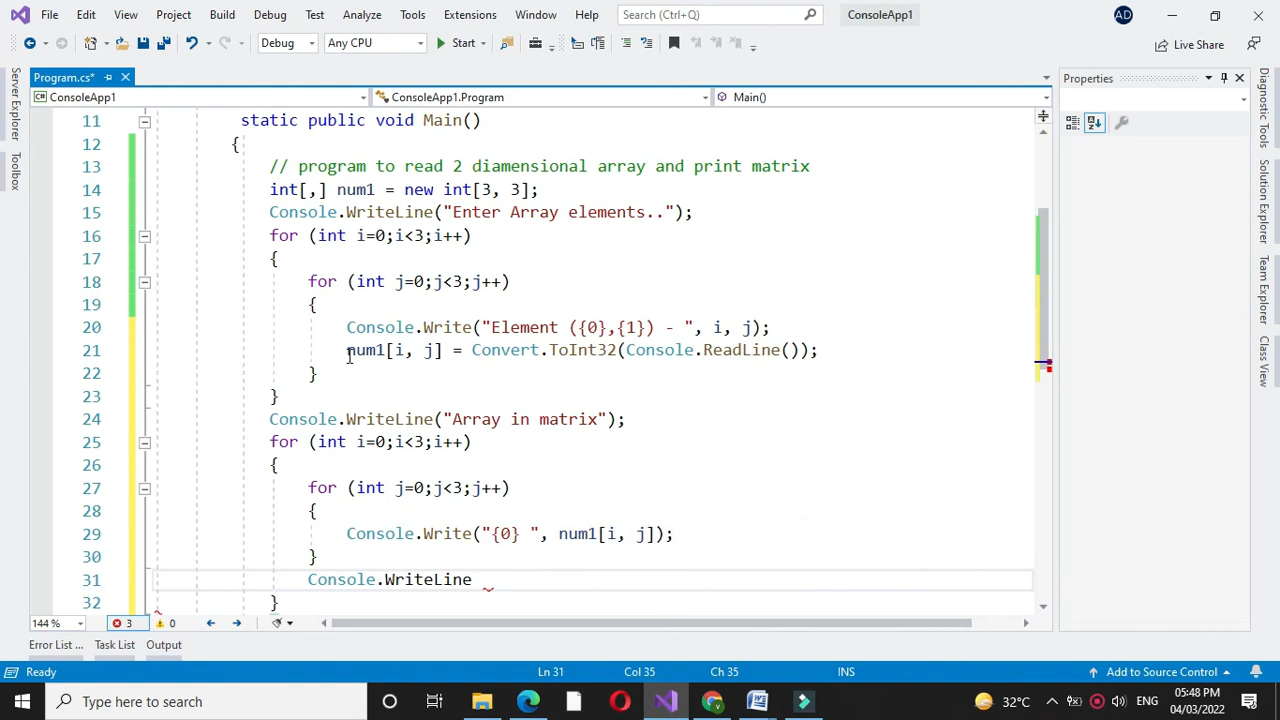 File Edit View Project Build Debug Test Analyze Tools Extensions Window Help Search (Ctrl+Q) ConsoleApp1 AD
Debug Any CPU Start Live Share
Program.cs* Properties
ConsoleApp1 ConsoleApp1.Program Main()
Server Explorer
Toolbox
Diagnostic Tools
Solution Explorer
Team Explorer
Class View
11 static public void Main()
12 {
13 // program to read 2 diamensional array and print matrix
14 int[,] num1 = new int[3, 3];
15 Console.WriteLine("Enter Array elements..");
16 for (int i=0;i<3;i++)
17 {
18 for (int j=0;j<3;j++)
19 {
20 Console.Write("Element ({0},{1}) - ", i, j);
21 num1[i, j] = Convert.ToInt32(Console.ReadLine());
22 }
23 }
24 Console.WriteLine("Array in matrix");
25 for (int i=0;i<3;i++)
26 {
27 for (int j=0;j<3;j++)
28 {
29 Console.Write("{0} ", num1[i, j]);
30 }
31 Console.WriteLine
32 }
144 % 3 0
Error List ... Task List Output
Ready Ln 31 Col 35 Ch 35 INS Add to Source Control
Type here to search 32°C ENG 05:48 PM
04/03/2022